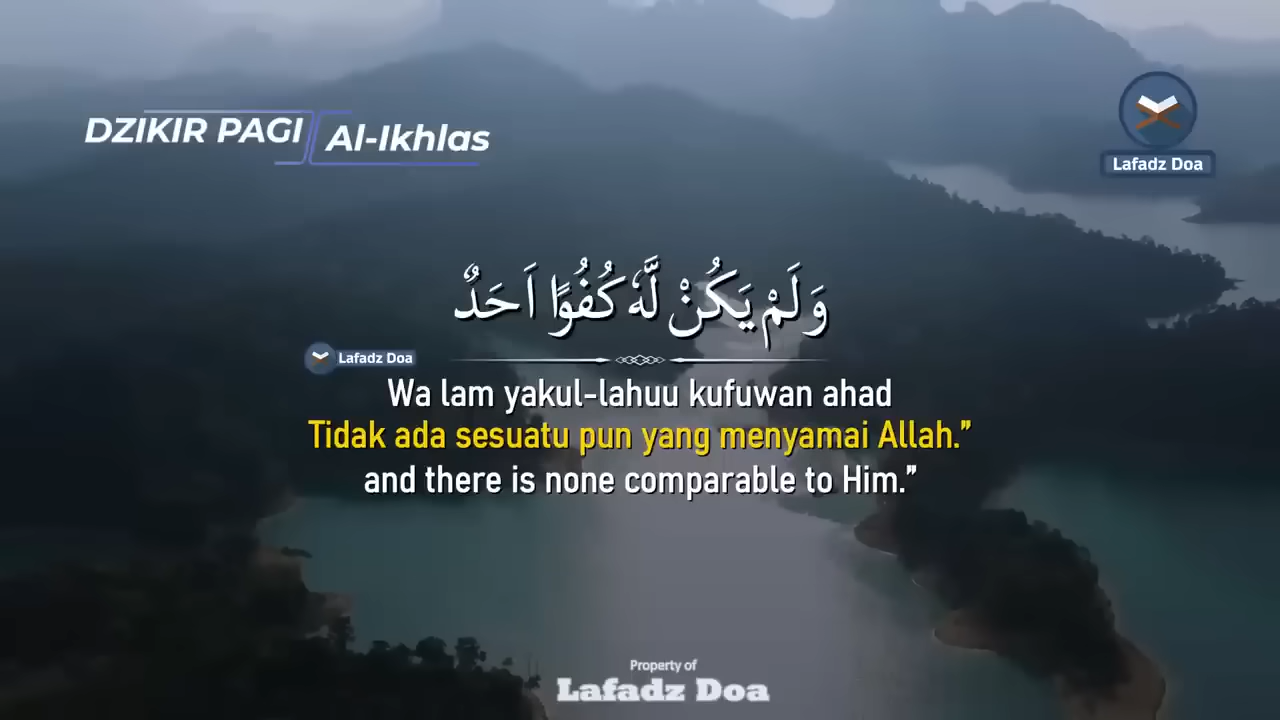 DZIKIR PAGI
Al-Ikhlas
Lafadz Doa
وَلَمْ يَكُنْ لَّهٗ كُفُوًا اَحَدٌ
Lafadz Doa
Wa lam yakul-lahuu kufuwan ahad
Tidak ada sesuatu pun yang menyamai Allah.”
and there is none comparable to Him.”
Property of
Lafadz Doa